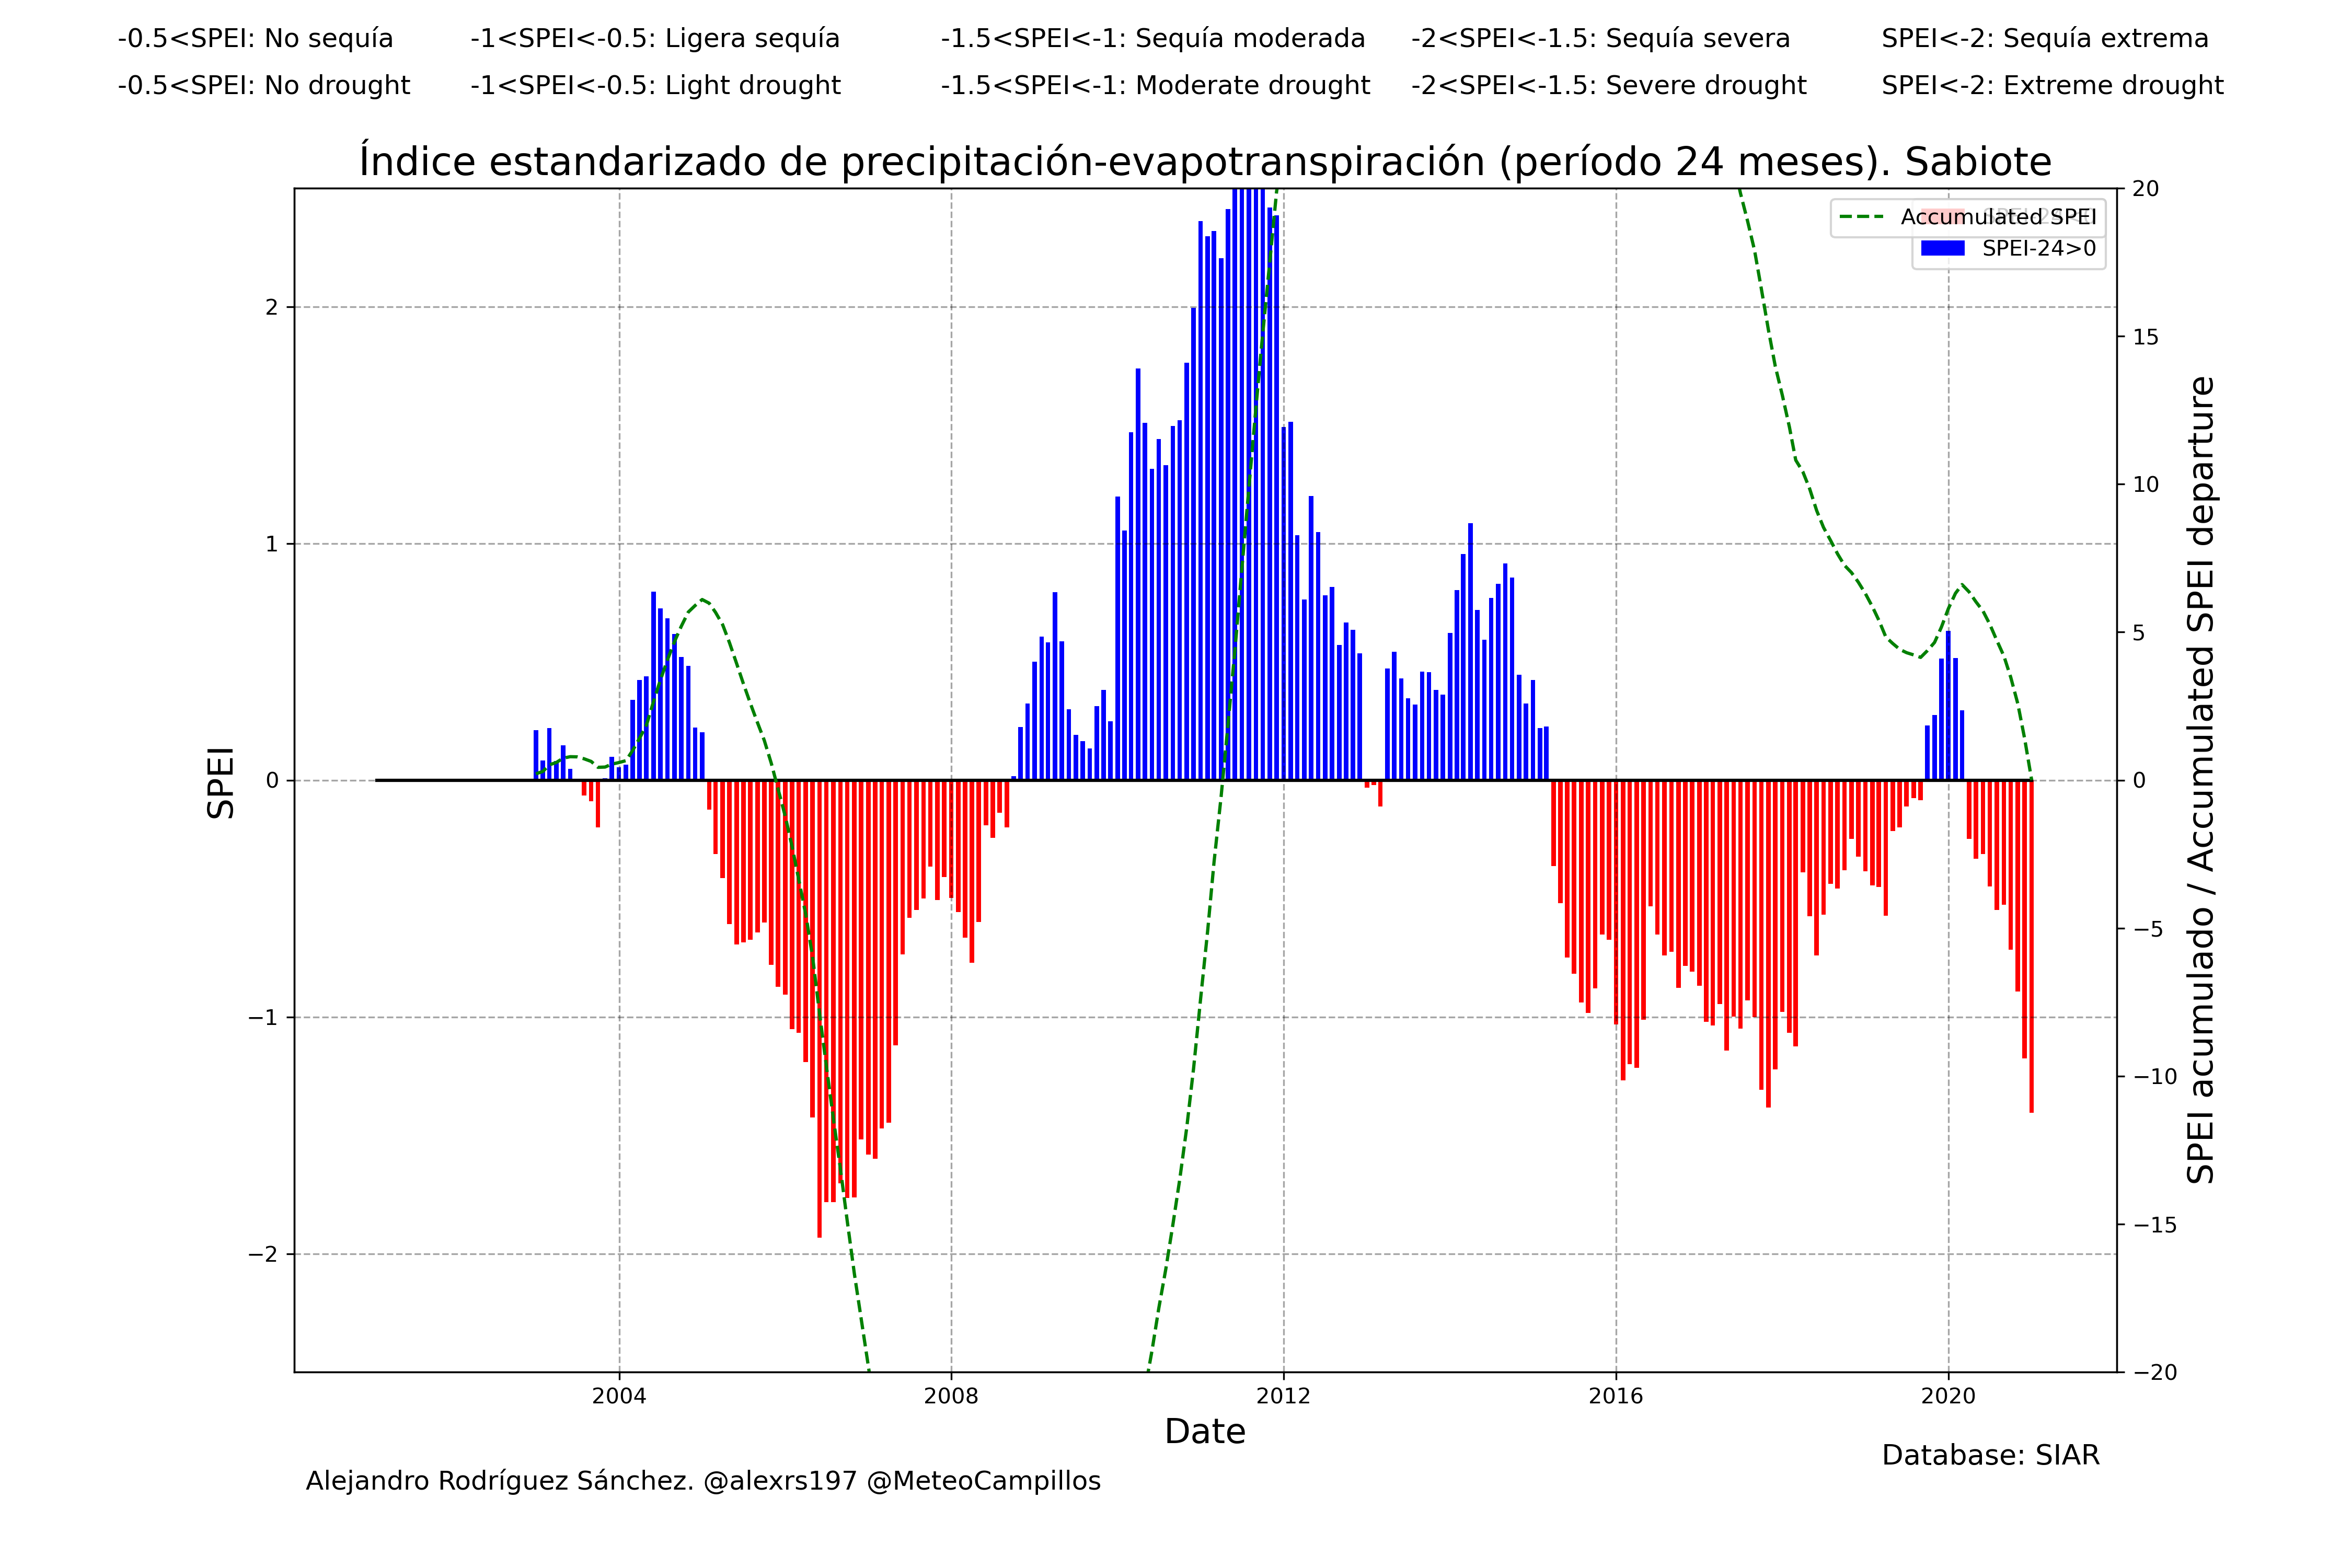 -0.5<SPEI: No sequía -1<SPEI<-0.5: Ligera sequía -1.5<SPEI<-1: Sequía moderada -2<SPEI<-1.5: Sequía severa SPEI<-2: Sequía extrema
-0.5<SPEI: No drought -1<SPEI<-0.5: Light drought -1.5<SPEI<-1: Moderate drought -2<SPEI<-1.5: Severe drought SPEI<-2: Extreme drought
Índice estandarizado de precipitación-evapotranspiración (período 24 meses). Sabiote
Accumulated SPEI
SPEI-24>0
SPEI
2
1
0
−1
−2
20
15
10
5
0
−5
−10
−15
−20
SPEI acumulado / Accumulated SPEI departure
2004 2008 2012 2016 2020
Date
Database: SIAR
Alejandro Rodríguez Sánchez. @alexrs197 @MeteoCampillos